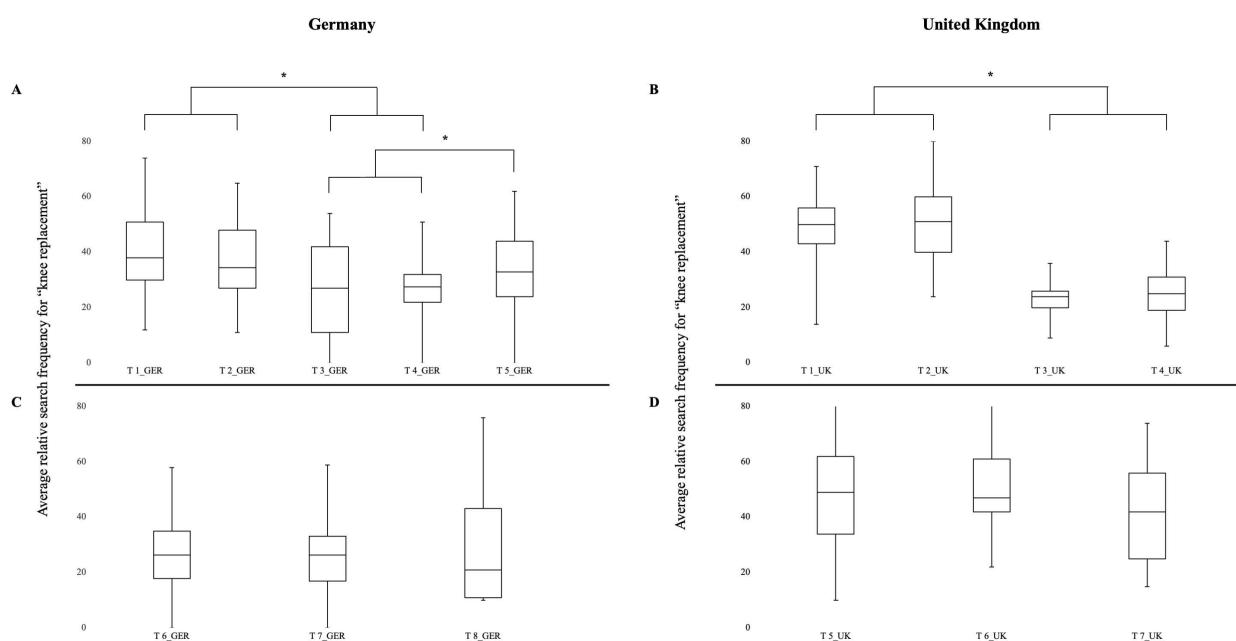 Germany
United Kingdom
A
*
*
Average relative search frequency for “knee replacement”
80
60
40
20
0
T 1_GER
T 2_GER
T 3_GER
T 4_GER
T 5_GER
B
*
Average relative search frequency for “knee replacement”
80
60
40
20
0
T 1_UK
T 2_UK
T 3_UK
T 4_UK
C
80
60
40
20
0
T 6_GER
T 7_GER
T 8_GER
D
80
60
40
20
0
T 5_UK
T 6_UK
T 7_UK